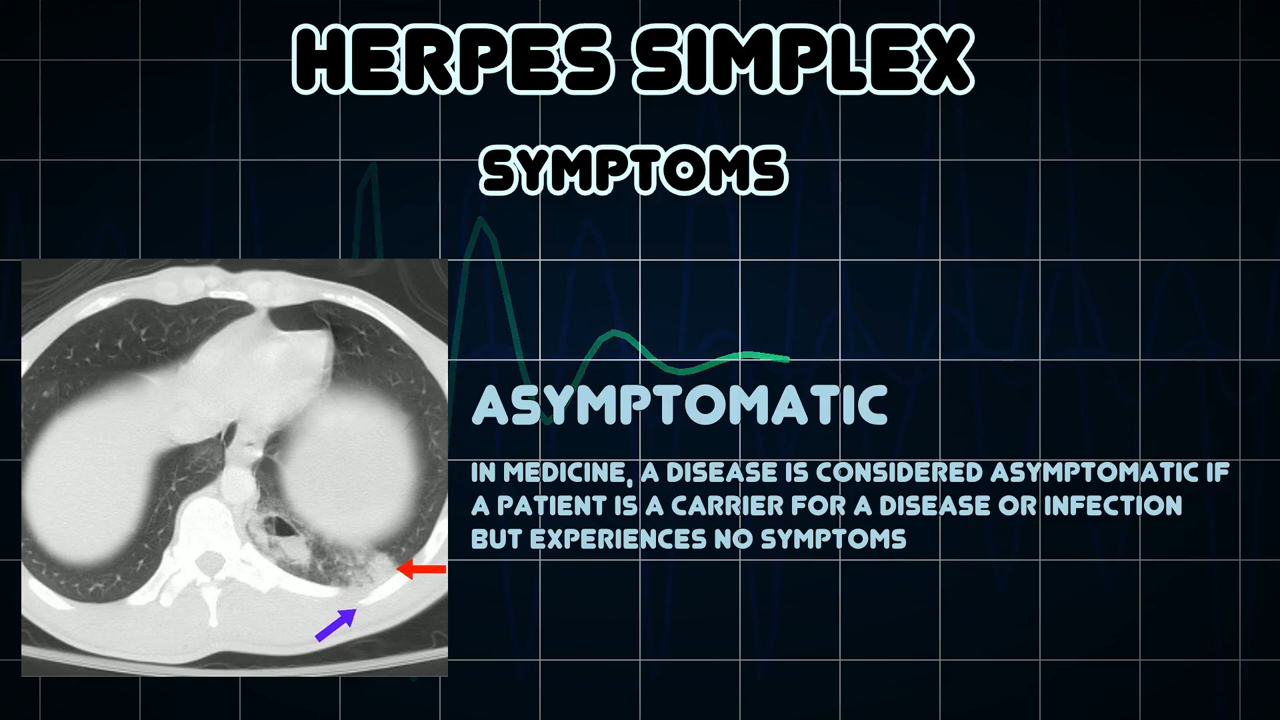 HERPES SIMPLEX
SYMPTOMS
ASYMPTOMATIC
IN MEDICINE, A DISEASE IS CONSIDERED ASYMPTOMATIC IF
A PATIENT IS A CARRIER FOR A DISEASE OR INFECTION
BUT EXPERIENCES NO SYMPTOMS